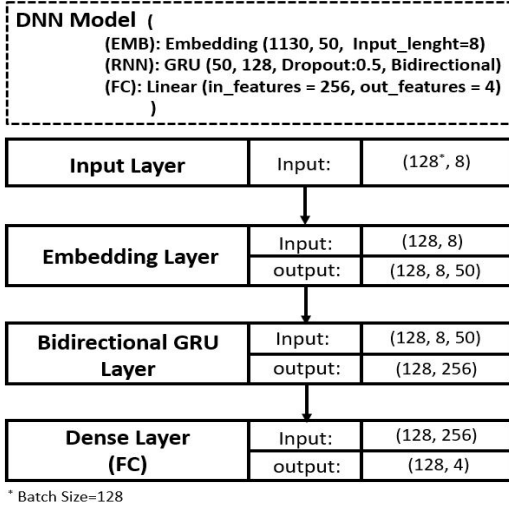 DNN Model (
(EMB): Embedding (1130, 50, Input_lenght=8)
(RNN): GRU (50, 128, Dropout:0.5, Bidirectional)
(FC): Linear (in_features = 256, out_features = 4)
)
Input Layer Input: (128*, 8)
Embedding Layer Input: (128, 8)
output: (128, 8, 50)
Bidirectional GRU Layer Input: (128, 8, 50)
output: (128, 256)
Dense Layer (FC) Input: (128, 256)
output: (128, 4)
* Batch Size=128